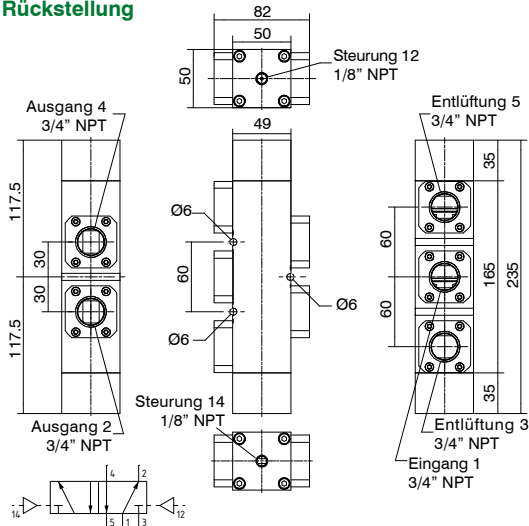 Rückstellung
82
50
50
Steurung 12
1/8” NPT
Ausgang 4
3/4” NPT
49
Entlüftung 5
3/4” NPT
117.5
30
30
117.5
Ø6
60
Ø6
Ø6
60
60
35
165
235
35
Ausgang 2
3/4” NPT
Steurung 14
1/8” NPT
Entlüftung 3
3/4” NPT
Eingang 1
3/4” NPT
4
2
14
12
5
1
3